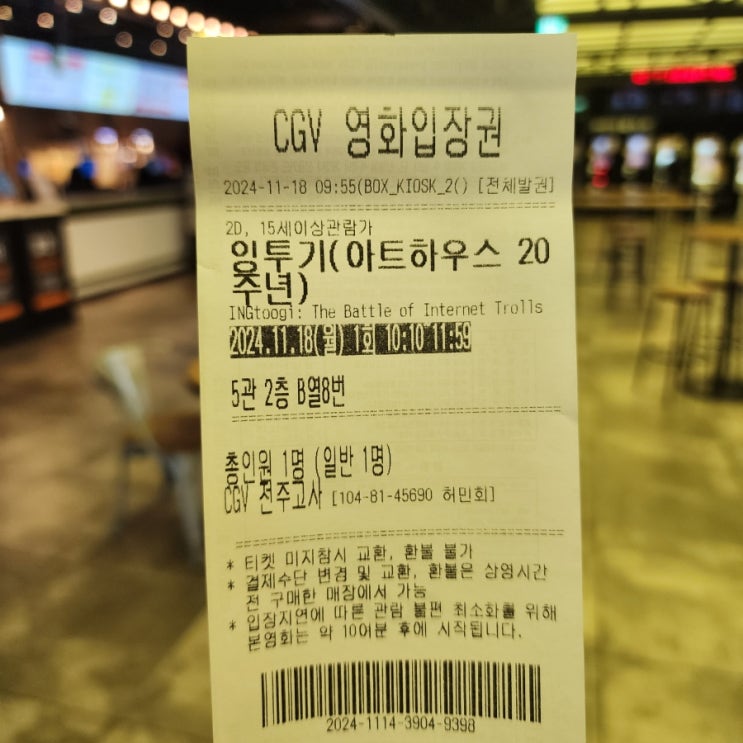 CGV 영화입장권
2024-11-18 09:55(BOX_KIOSK_2() [전체발권]
2D, 15세이상관람가
잉투기(아트하우스 20
주년)
INGtoogi: The Battle of Internet Trolls
2024.11.18(월) 1회 10:10 11:59
5관 2층 B열8번
총인원 1명 (일반 1명)
CGV 전주고사 [104-81-45690 허민회]
* 티켓 미지참시 교환, 환불 불가
* 결제수단 변경 및 교환, 환불은 상영시간
전 구매한 매장에서 가능
* 입장지연에 따른 관람 불편 최소화를 위해
본영화는 약 10여분 후에 시작됩니다.
2024-1114-3904-9398